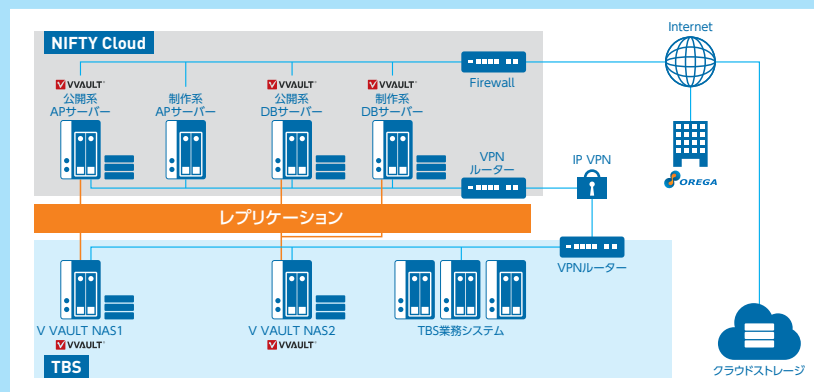 Internet
NIFTY Cloud
VVAULT
VVAULT
VVAULT
公開系
APサーバー
制作系
APサーバー
公開系
DBサーバー
制作系
DBサーバー
Firewall
VPN
ルーター
IP VPN
OREGA
レプリケーション
VPNルーター
V VAULT NAS1
VVAULT
V VAULT NAS2
VVAULT
TBS業務システム
TBS
クラウドストレージ